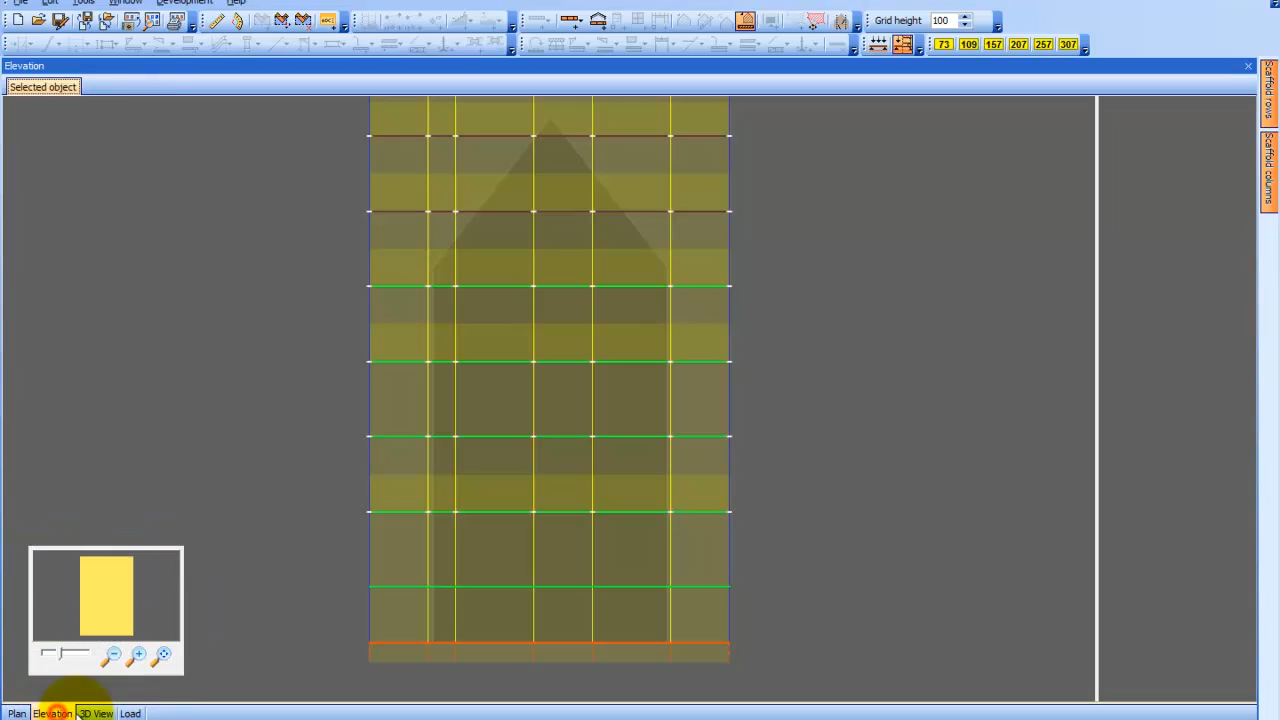 File Edit Tools Window Development Help
abc Grid height 100
73 109 157 207 257 307
Elevation
Selected object
Scaffold rows
Scaffold columns
Plan Elevation 3D View Load